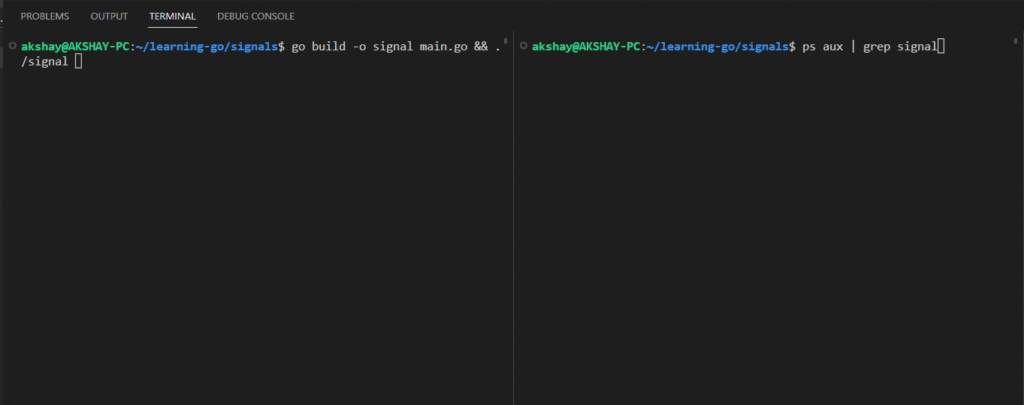 PROBLEMS OUTPUT TERMINAL DEBUG CONSOLE
akshay@AKSHAY-PC:~/learning-go/signals$ go build -o signal main.go && .
/signal
akshay@AKSHAY-PC:~/learning-go/signals$ ps aux | grep signal